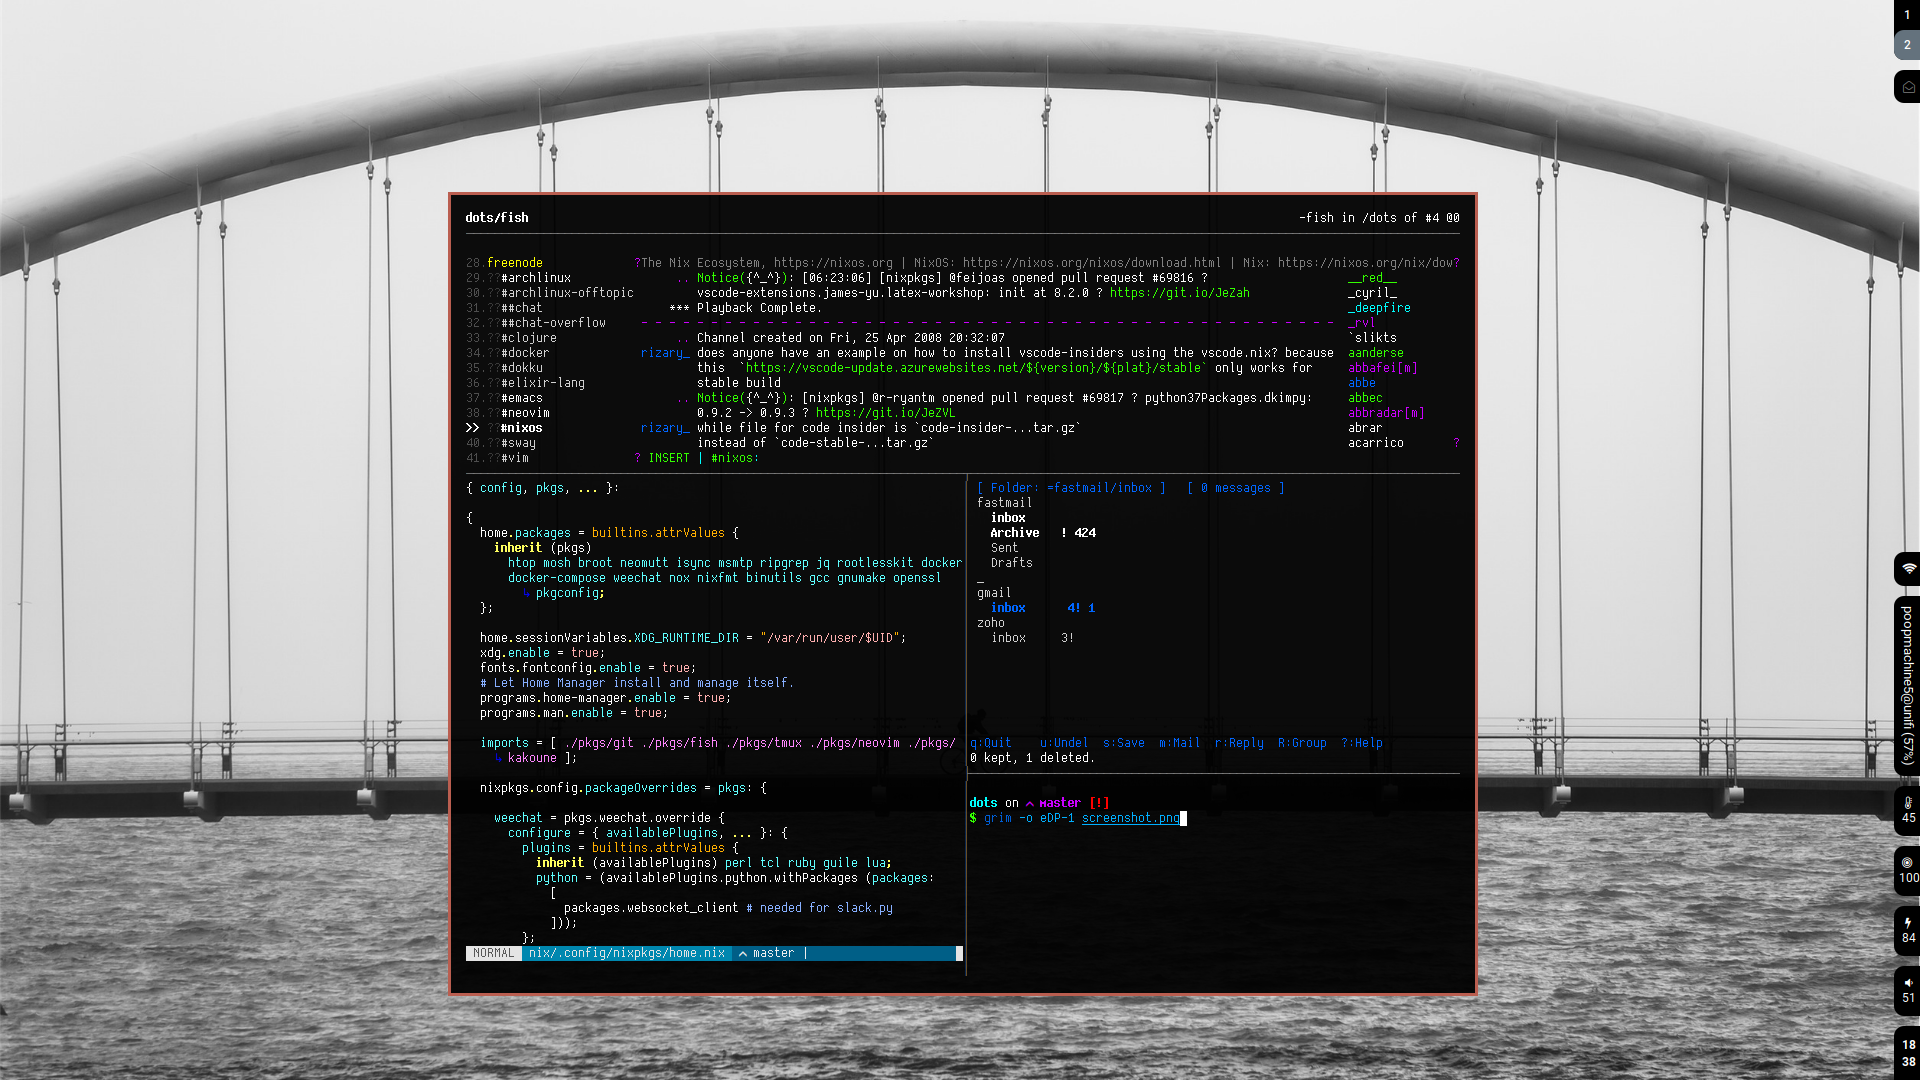 dots/fish -fish in /dots of #4 @0
28.freenode ?The Nix Ecosystem, https://nixos.org | NixOS: https://nixos.org/nixos/download.html | Nix: https://nixos.org/nix/dow?
29.??#archlinux .. Notice({^_^}): [06:23:06] [nixpkgs] @feijoas opened pull request #69816 ? __red__
30.??#archlinux-offtopic vscode-extensions.james-yu.latex-workshop: init at 8.2.0 ? https://git.io/JeZah _cyril_
31.??##chat *** Playback Complete. _deepfire
32.??##chat-overflow - - - - - - - - - - - - - - - - - - - - - - - - - - - - - - - - - - - - - - - - - - - - - - - - - - _rvl
33.??#clojure .. Channel created on Fri, 25 Apr 2008 20:32:07 `slikts
34.??#docker rizary_ does anyone have an example on how to install vscode-insiders using the vscode.nix? because aanderse
35.??#dokku this `https://vscode-update.azurewebsites.net/${version}/${plat}/stable` only works for abbafei[m]
36.??#elixir-lang stable build abbe
37.??#emacs .. Notice({^_^}): [nixpkgs] @r-ryantm opened pull request #69817 ? python37Packages.dkimpy: abbec
38.??#neovim 0.9.2 -> 0.9.3 ? https://git.io/JeZVL abbradar[m]
>> ??#nixos rizary_ while file for code insider is `code-insider-...tar.gz` abrar
40.??#sway instead of `code-stable-...tar.gz` acarrico ?
41.??#vim ? INSERT | #nixos:
{ config, pkgs, ... }:
{
home.packages = builtins.attrValues {
inherit (pkgs)
htop mosh broot neomutt isync msmtp ripgrep jq rootlesskit docker
docker-compose weechat nox nixfmt binutils gcc gnumake openssl
↳ pkgconfig;
};
home.sessionVariables.XDG_RUNTIME_DIR = "/var/run/user/$UID";
xdg.enable = true;
fonts.fontconfig.enable = true;
# Let Home Manager install and manage itself.
programs.home-manager.enable = true;
programs.man.enable = true;
imports = [ ./pkgs/git ./pkgs/fish ./pkgs/tmux ./pkgs/neovim ./pkgs/
↳ kakoune ];
nixpkgs.config.packageOverrides = pkgs: {
weechat = pkgs.weechat.override {
configure = { availablePlugins, ... }: {
plugins = builtins.attrValues {
inherit (availablePlugins) perl tcl ruby guile lua;
python = (availablePlugins.python.withPackages (packages:
[
packages.websocket_client # needed for slack.py
]));
};
NORMAL nix/.config/nixpkgs/home.nix master |
[ Folder: =fastmail/inbox ] [ 0 messages ]
fastmail
inbox
Archive ! 424
Sent
Drafts
_
gmail
inbox 4! 1
zoho
inbox 3!
q:Quit u:Undel s:Save m:Mail r:Reply R:Group ?:Help
0 kept, 1 deleted.
dots on master [!]
$ grim -o eDP-1 screenshot.png
1
2
poopmachine5@unifi (57%)
45
100
84
51
18
38